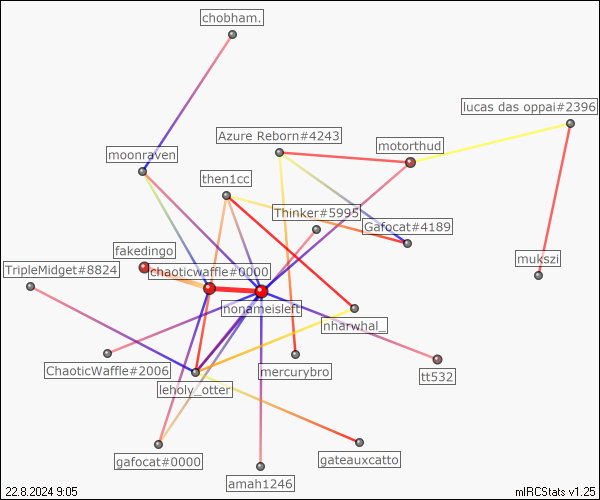 chobham.
lucas das oppai#2396
Azure Reborn#4243
motorthud
moonraven
then1cc
Thinker#5995
Gafocat#4189
fakedingo
mukszi
TripleMidget#8824
chaoticwaffle#0000
nonameisleft
nharwhal_
ChaoticWaffle#2006
mercurybro
tt532
leholy_otter
gafocat#0000
gateauxcatto
amah1246
22.8.2024 9:05
mIRCStats v1.25